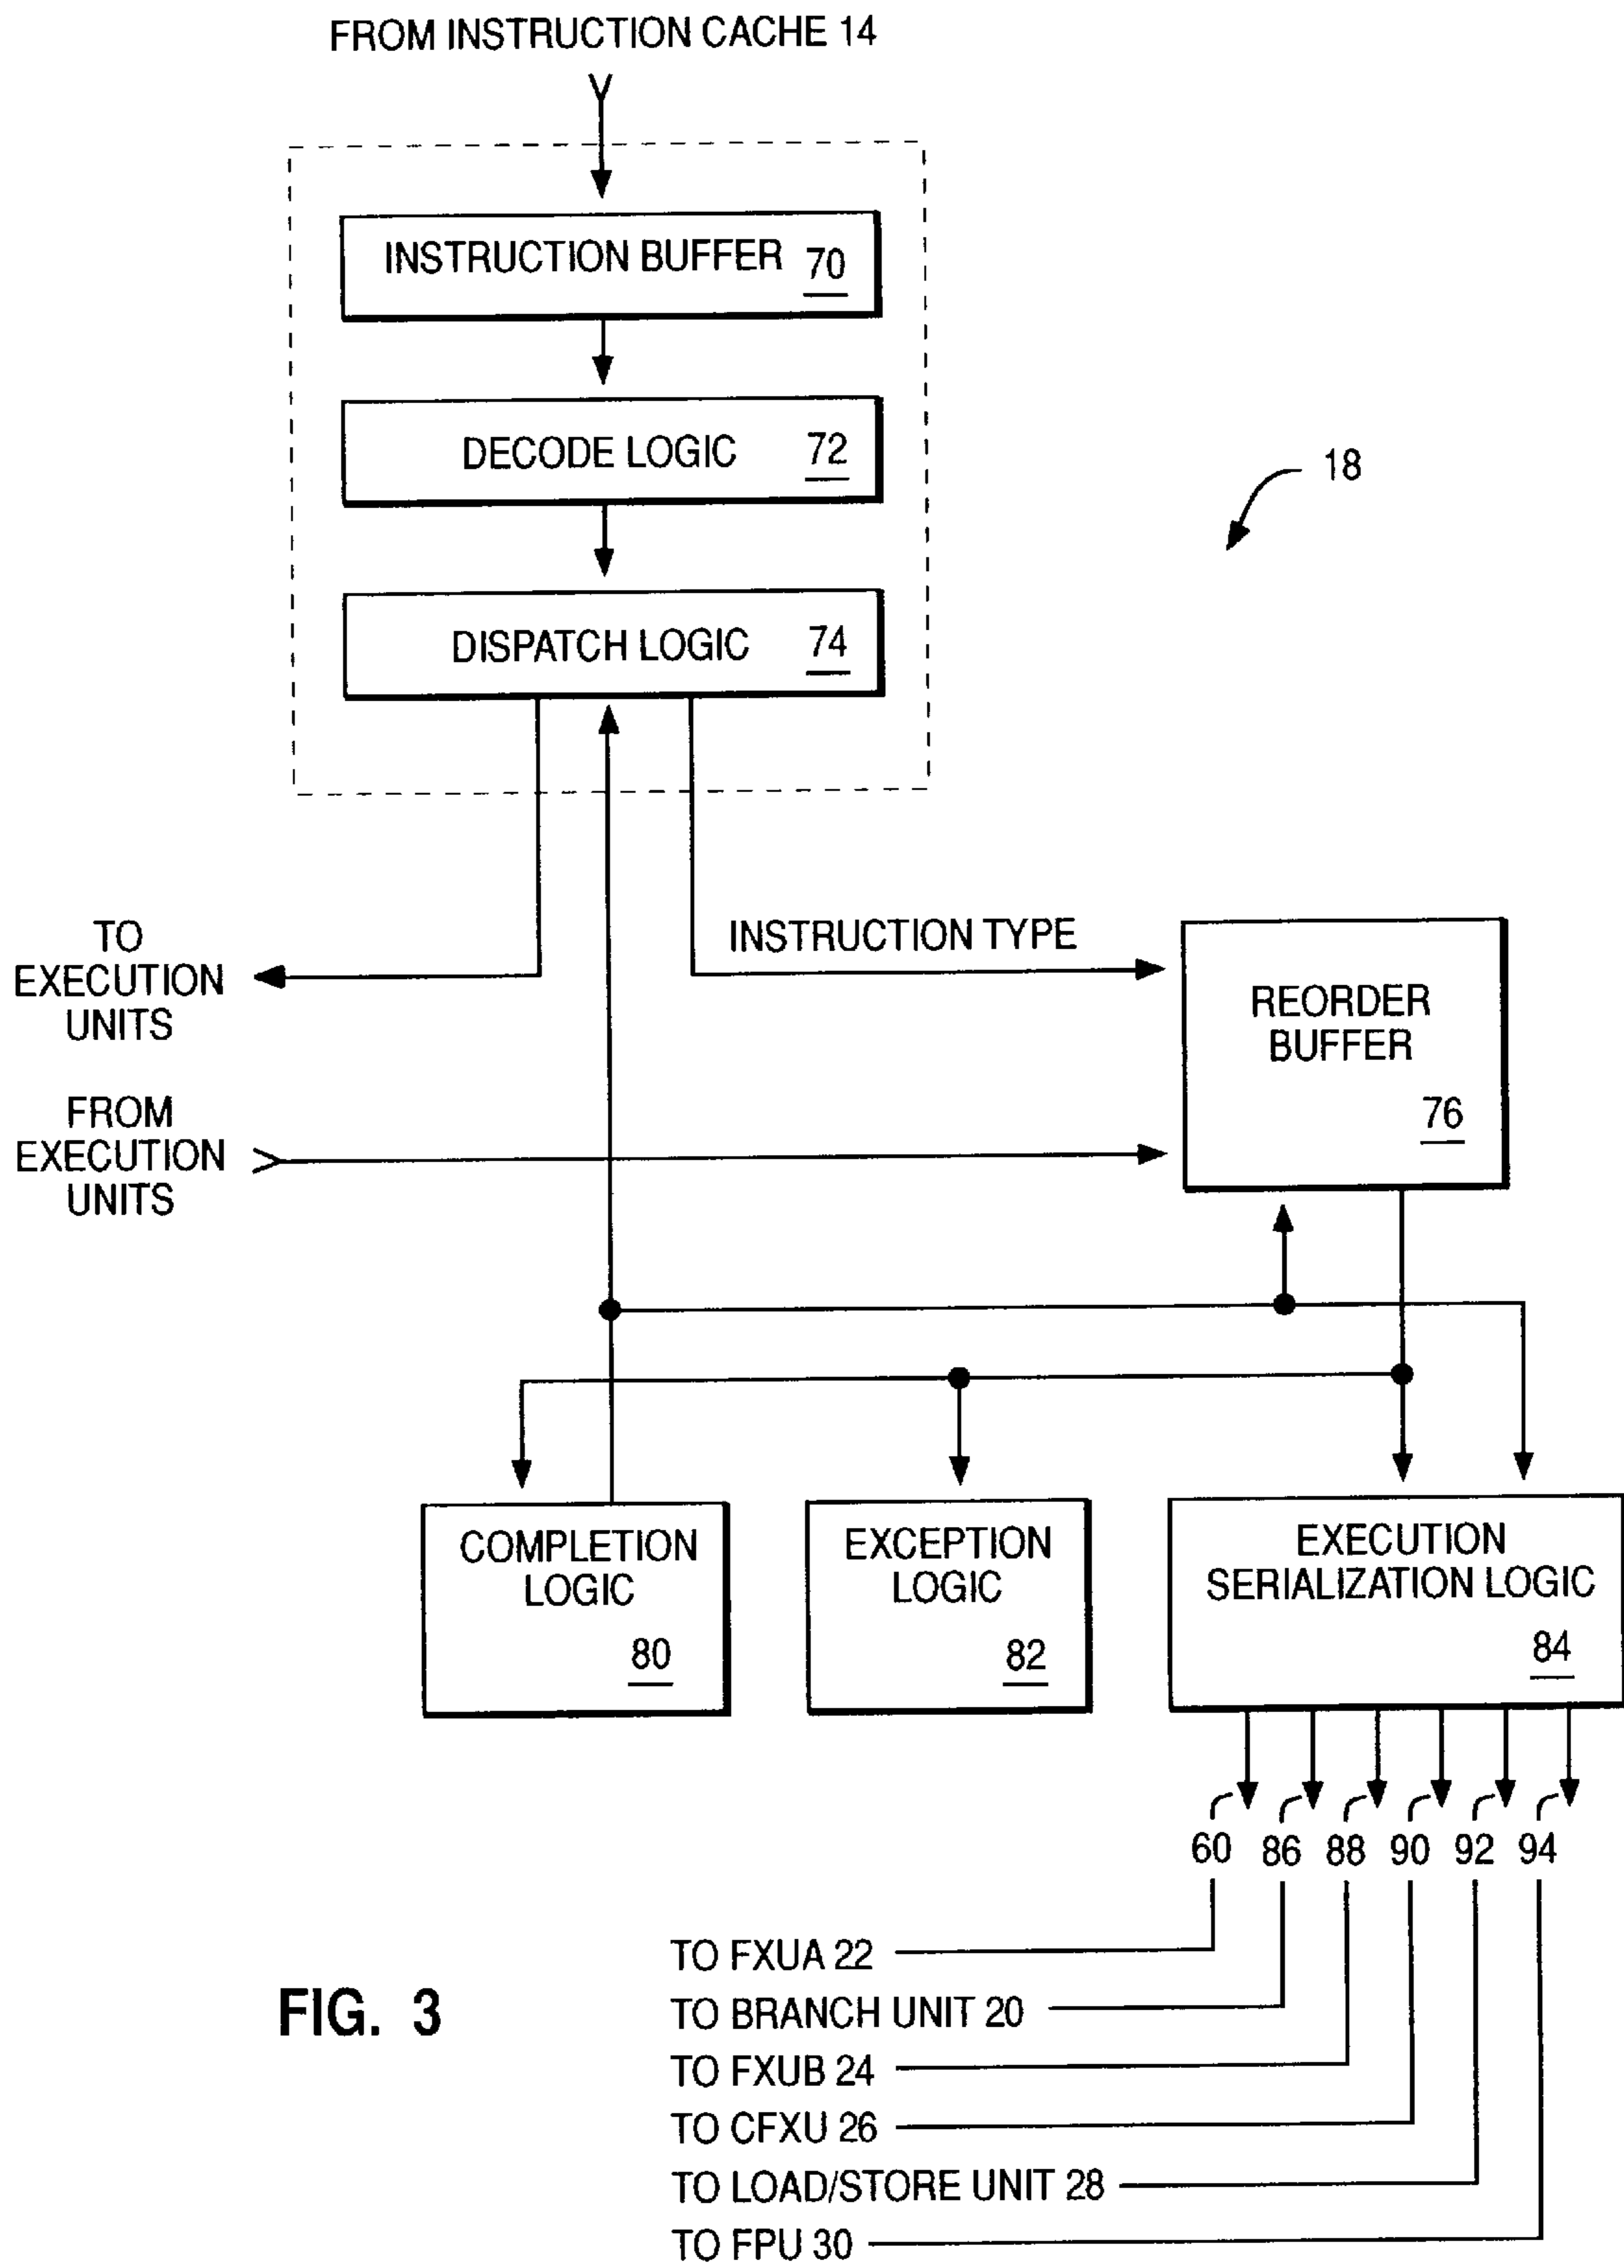 FROM INSTRUCTION CACHE 14
INSTRUCTION BUFFER 70
DECODE LOGIC 72
18
DISPATCH LOGIC 74
TO
EXECUTION
UNITS
INSTRUCTION TYPE
REORDER
BUFFER
76
FROM
EXECUTION
UNITS
COMPLETION
LOGIC
80
EXCEPTION
LOGIC
82
EXECUTION
SERIALIZATION LOGIC
84
60 86 88 90 92 94
TO FXUA 22
TO BRANCH UNIT 20
TO FXUB 24
TO CFXU 26
TO LOAD/STORE UNIT 28
TO FPU 30
FIG. 3